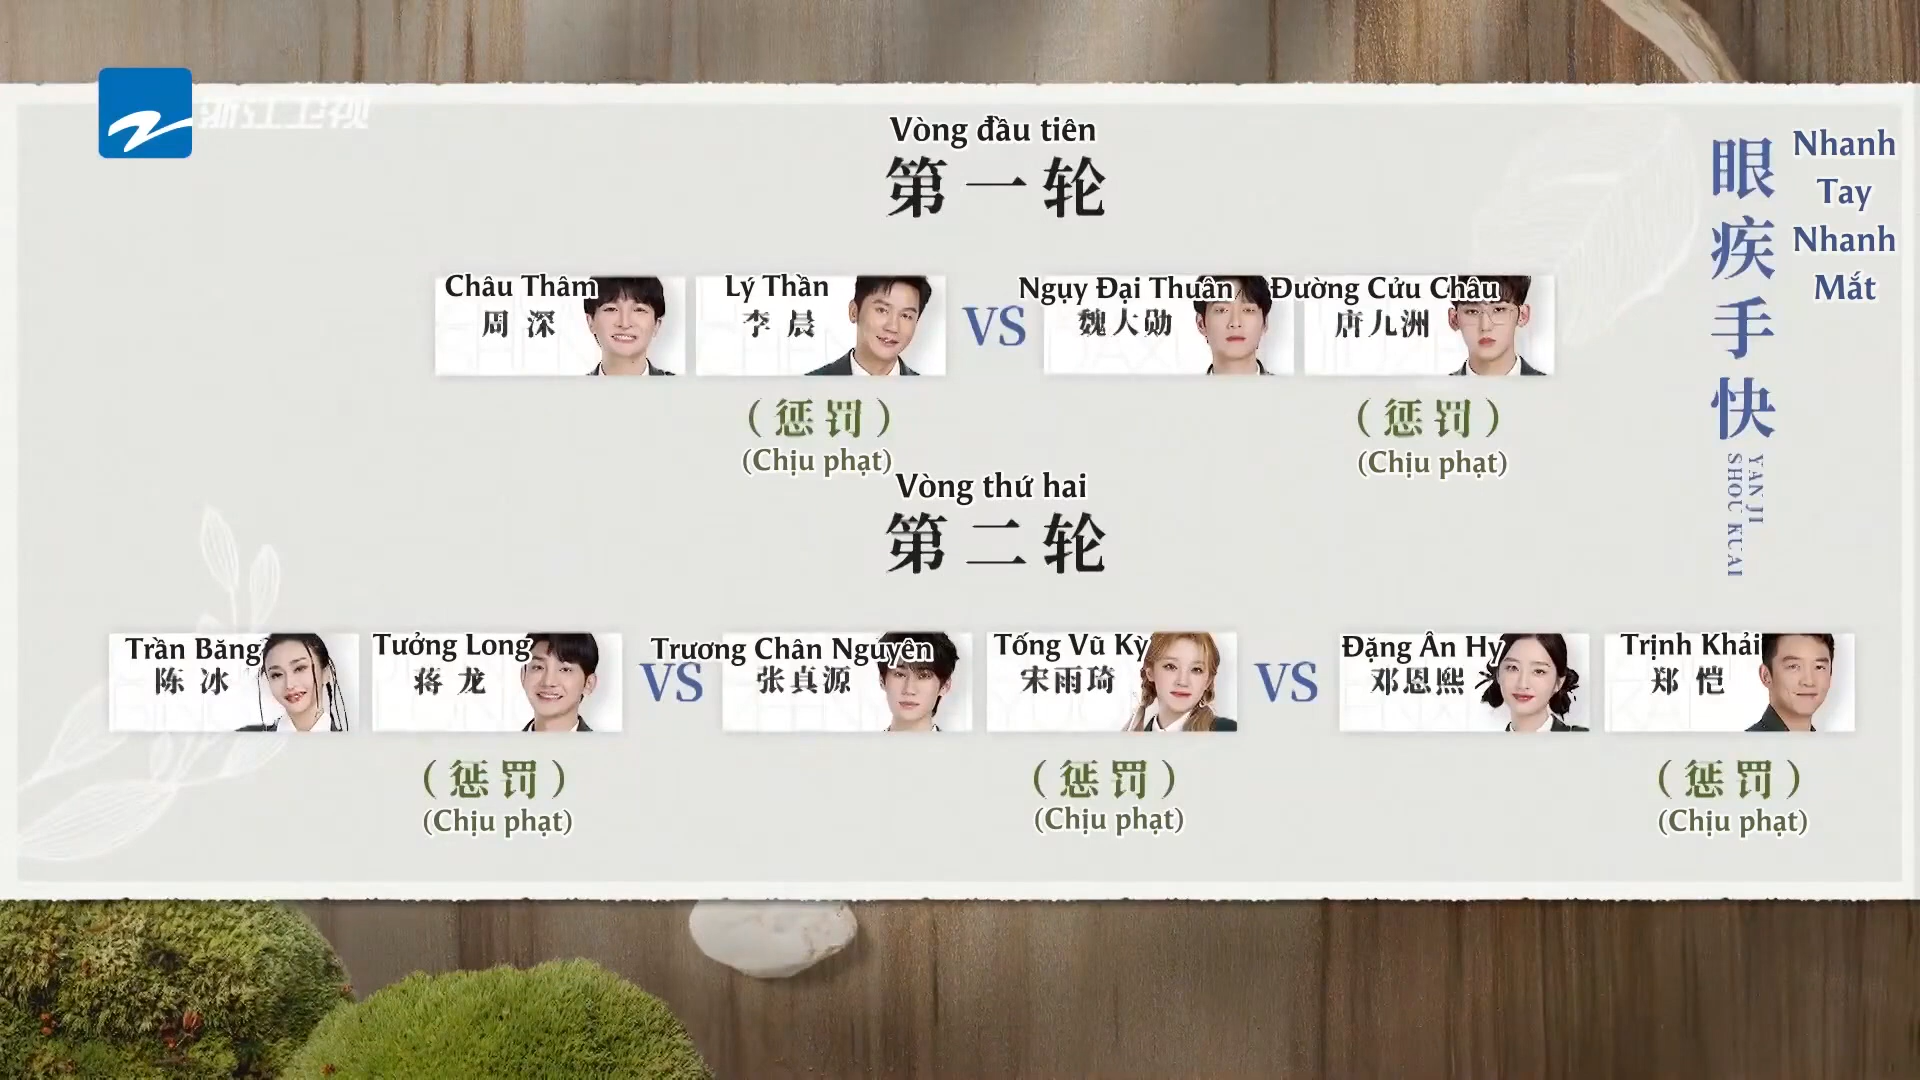 浙江卫视
Vòng đầu tiên
第一轮
Châu Thâm
周深
Lý Thần
李晨
VS
Ngụy Đại Thuân
魏大勋
Đường Cửu Châu
唐九洲
(惩罚)
(Chịu phạt)
(惩罚)
(Chịu phạt)
Vòng thứ hai
第二轮
Trần Băng
陈冰
Tưởng Long
蒋龙
VS
Trương Chân Nguyên
张真源
Tống Vũ Kỳ
宋雨琦
VS
Đặng Ân Hy
邓恩熙
Trịnh Khải
郑恺
(惩罚)
(Chịu phạt)
(惩罚)
(Chịu phạt)
(惩罚)
(Chịu phạt)
眼疾手快
YAN JI
SHOU KUAI
Nhanh
Tay
Nhanh
Mắt